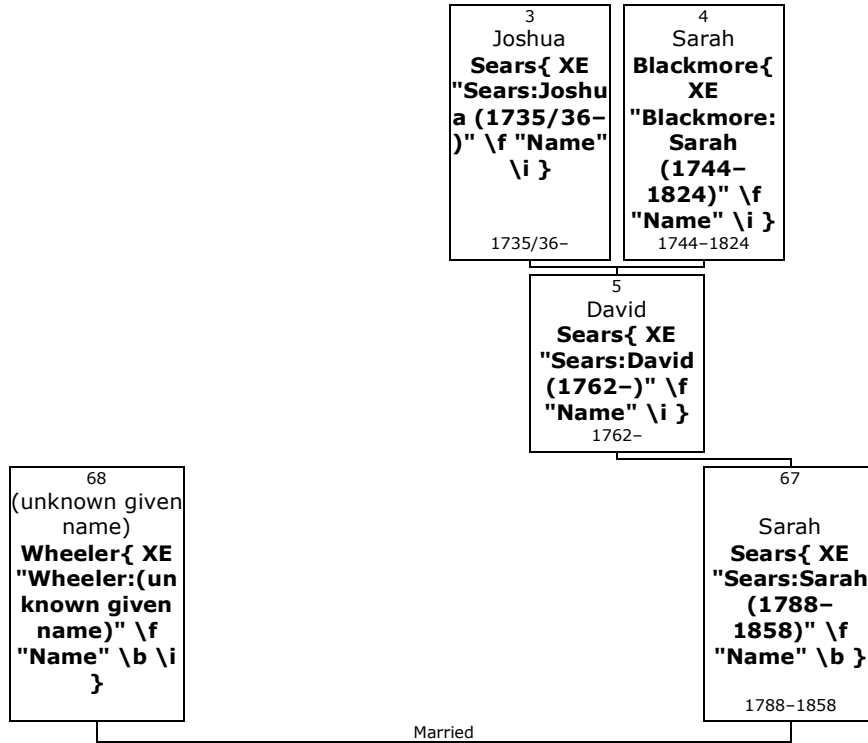 3
Joshua
Sears{ XE
"Sears:Joshu
a (1735/36–
)" \f "Name"
\i }
1735/36–
4
Sarah
Blackmore{
XE
"Blackmore:
Sarah
(1744–
1824)" \f
"Name" \i }
1744–1824
5
David
Sears{ XE
"Sears:David
(1762–)" \f
"Name" \i }
1762–
68
(unknown given
name)
Wheeler{ XE
"Wheeler:(un
known given
name)" \f
"Name" \b \i
}
67
Sarah
Sears{ XE
"Sears:Sarah
(1788–
1858)" \f
"Name" \b }
1788–1858
Married